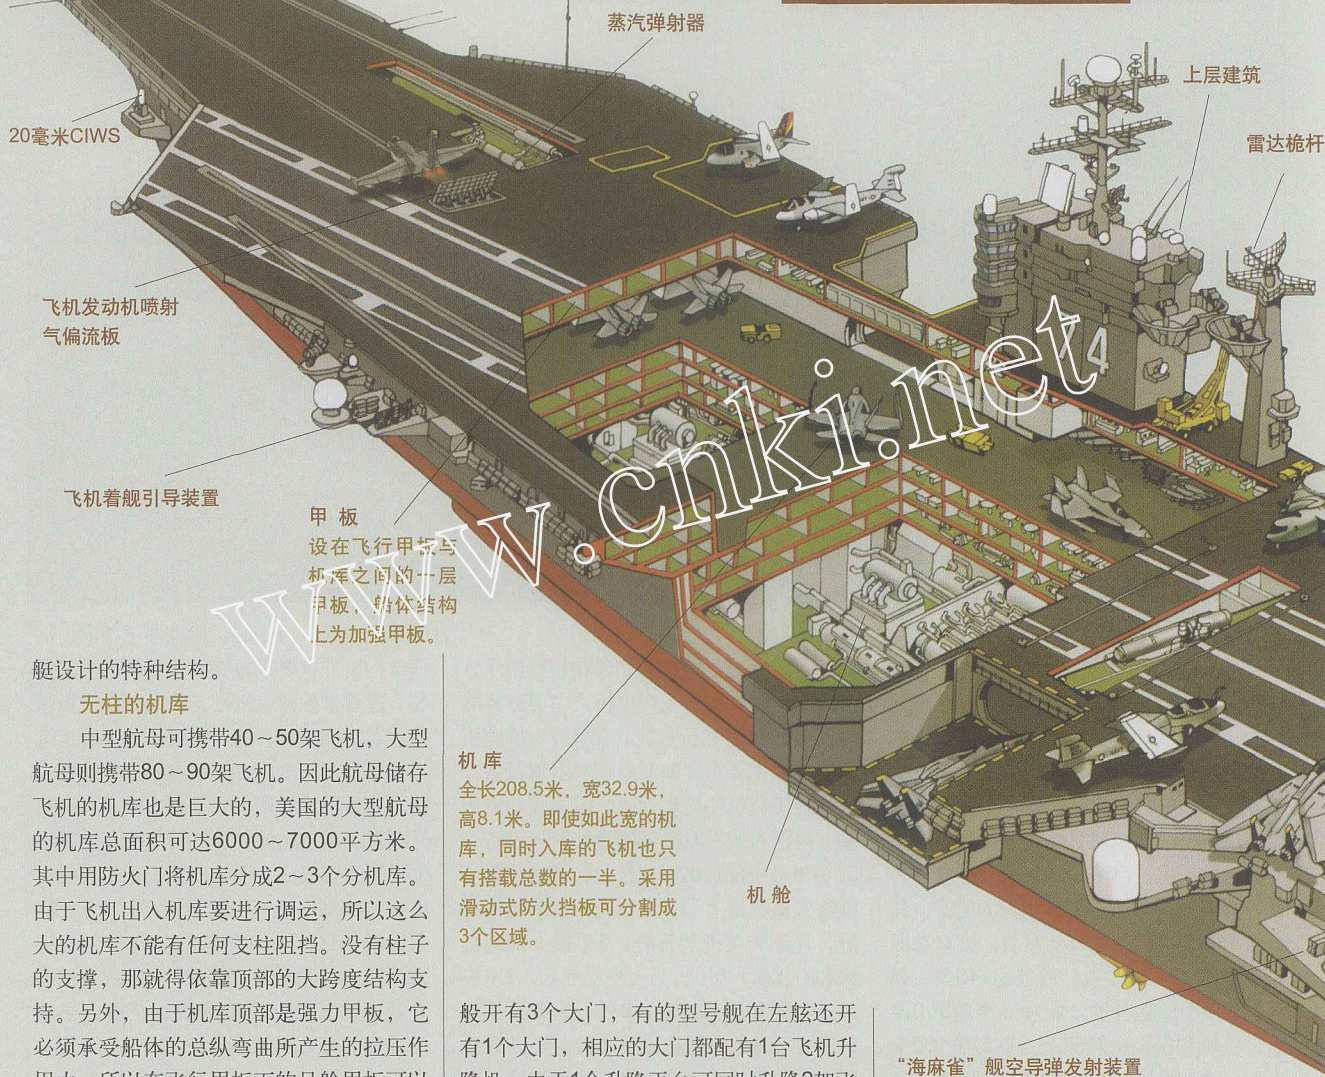 蒸汽弹射器
上层建筑
20毫米CIWS
雷达桅杆
飞机发动机喷射
气偏流板
4
飞机着舰引导装置
甲 板
设在飞行甲板与
机库之间的一层
甲板，船体结构
上为加强甲板。
www.cnki.net
艇设计的特种结构。
无柱的机库
中型航母可携带40～50架飞机，大型
航母则携带80～90架飞机。因此航母储存
飞机的机库也是巨大的，美国的大型航母
的机库总面积可达6000～7000平方米。
其中用防火门将机库分成2～3个分机库。
由于飞机出入机库要进行调运，所以这么
大的机库不能有任何支柱阻挡。没有柱子
的支撑，那就得依靠顶部的大跨度结构支
持。另外，由于机库顶部是强力甲板，它
必须承受船体的总纵弯曲所产生的拉压作
机 库
全长208.5米，宽32.9米，
高8.1米。即使如此宽的机
库，同时入库的飞机也只
有搭载总数的一半。采用
滑动式防火挡板可分割成
3个区域。
机 舱
般开有3个大门，有的型号舰在左舷还开
有1个大门，相应的大门都配有1台飞机升
“海麻雀”舰空导弹发射装置